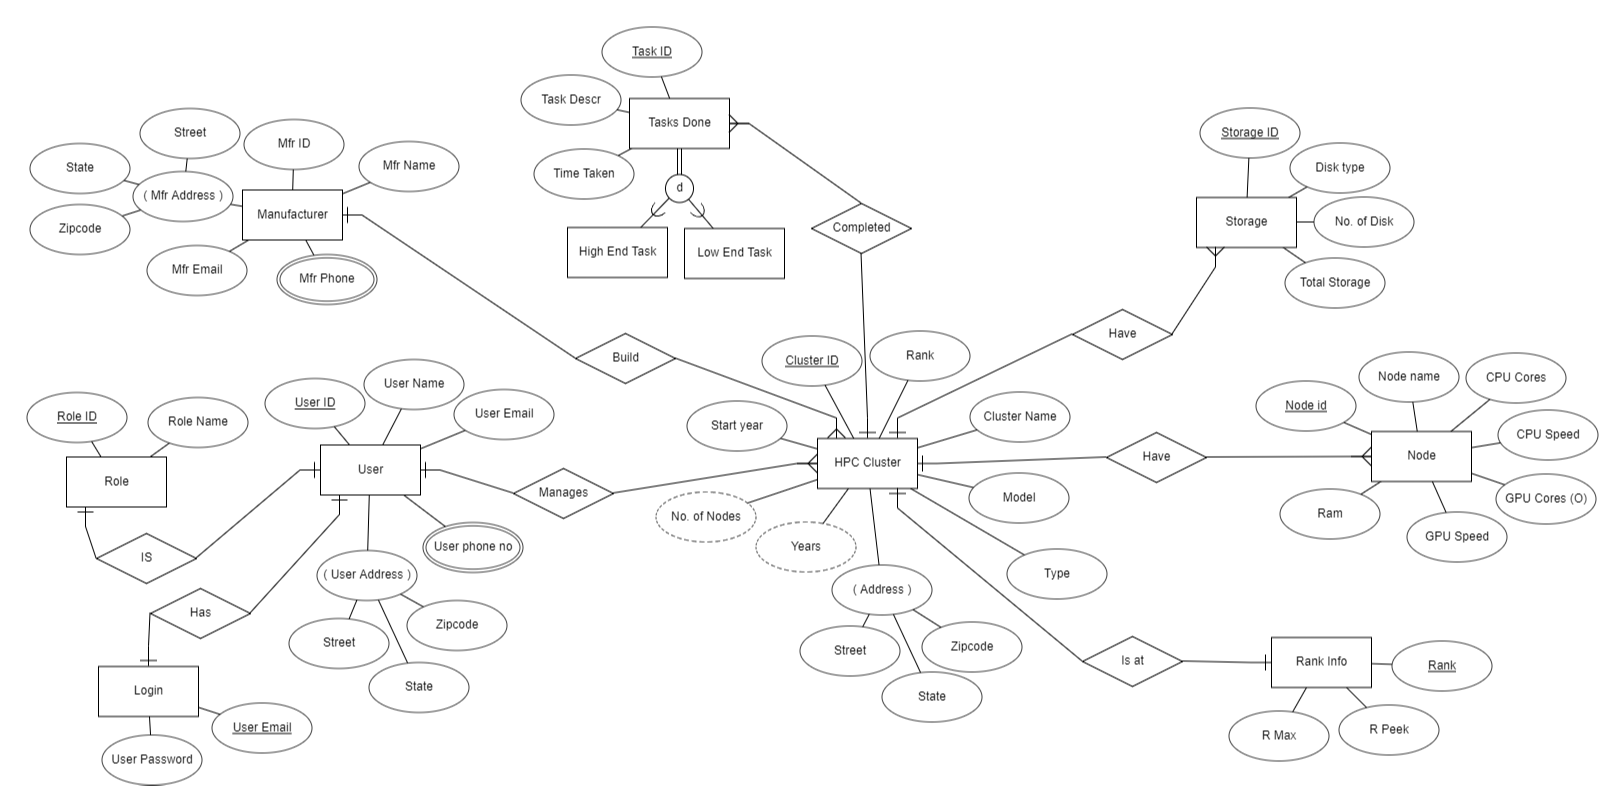 Task ID
Task Descr
Tasks Done
Time Taken
d
High End Task
Low End Task
Completed
Street
State
( Mfr Address )
Zipcode
Mfr ID
Mfr Name
Manufacturer
Mfr Email
Mfr Phone
Build
Storage ID
Disk type
Storage
No. of Disk
Total Storage
Have
Role ID
Role Name
Role
IS
User ID
User Name
User Email
User
User phone no
( User Address )
Street
Zipcode
State
Has
Login
User Email
User Password
Manages
Cluster ID
Rank
Start year
Cluster Name
HPC Cluster
No. of Nodes
Years
Model
Type
( Address )
Street
Zipcode
State
Have
Node id
Node name
CPU Cores
CPU Speed
Node
GPU Cores (O)
Ram
GPU Speed
Is at
Rank Info
Rank
R Max
R Peek